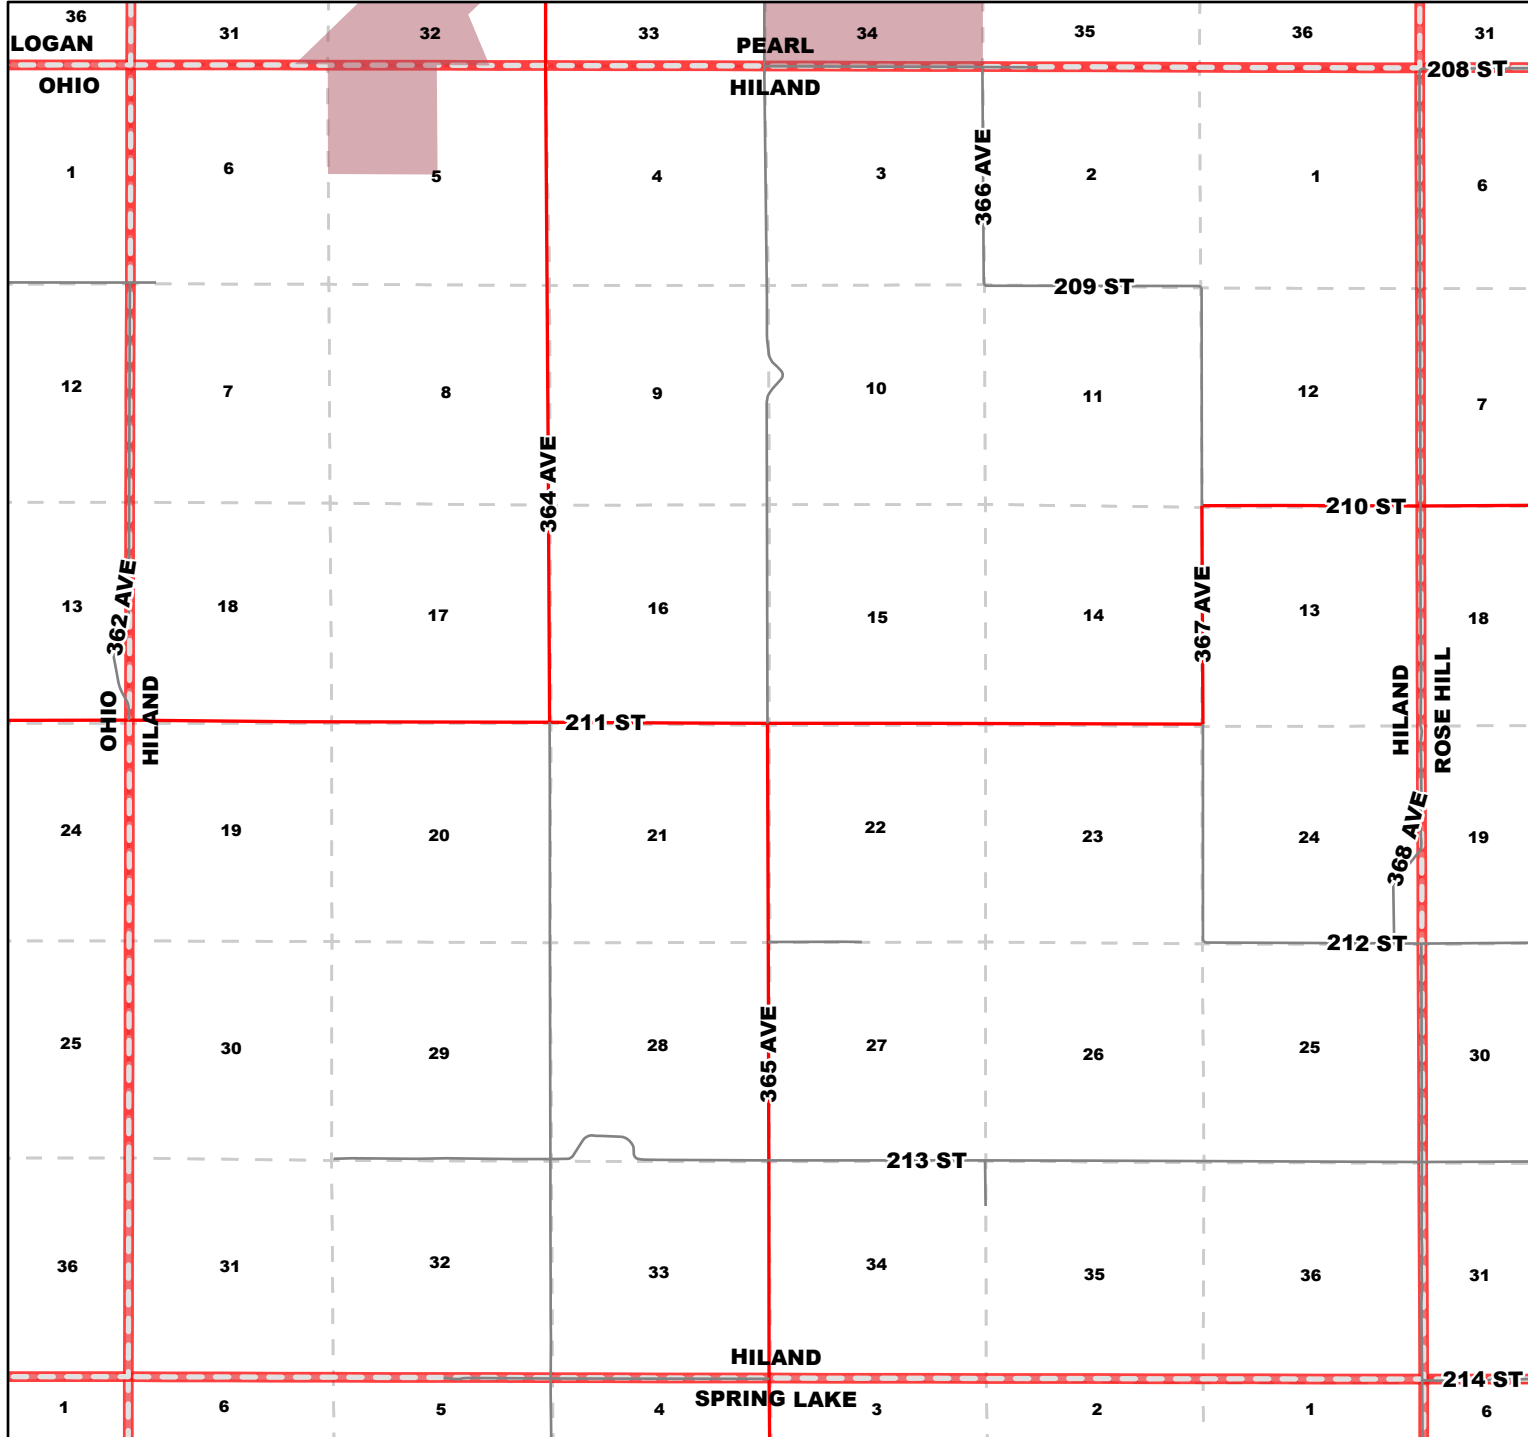 36
31
32
33
34
35
36
31
LOGAN
PEARL
208 ST
OHIO
HILAND
1
6
5
4
3
366 AVE
2
1
6
209 ST
12
7
8
9
10
11
12
7
364 AVE
210 ST
13
362 AVE
18
17
16
15
14
367 AVE
13
18
OHIO
HILAND
211 ST
HILAND
ROSE HILL
24
19
20
21
22
23
24
368 AVE
19
212 ST
25
30
29
28
365 AVE
27
26
25
30
213 ST
36
31
32
33
34
35
36
31
HILAND
214 ST
SPRING LAKE
1
6
5
4
3
2
1
6